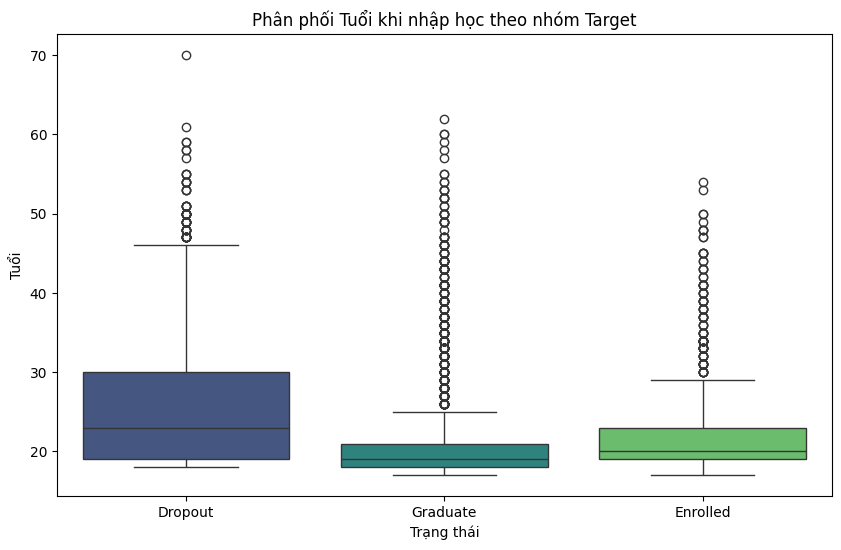 Phân phối Tuổi khi nhập học theo nhóm Target
70
60
50
40
30
20
Tuổi
Dropout
Graduate
Enrolled
Trạng thái